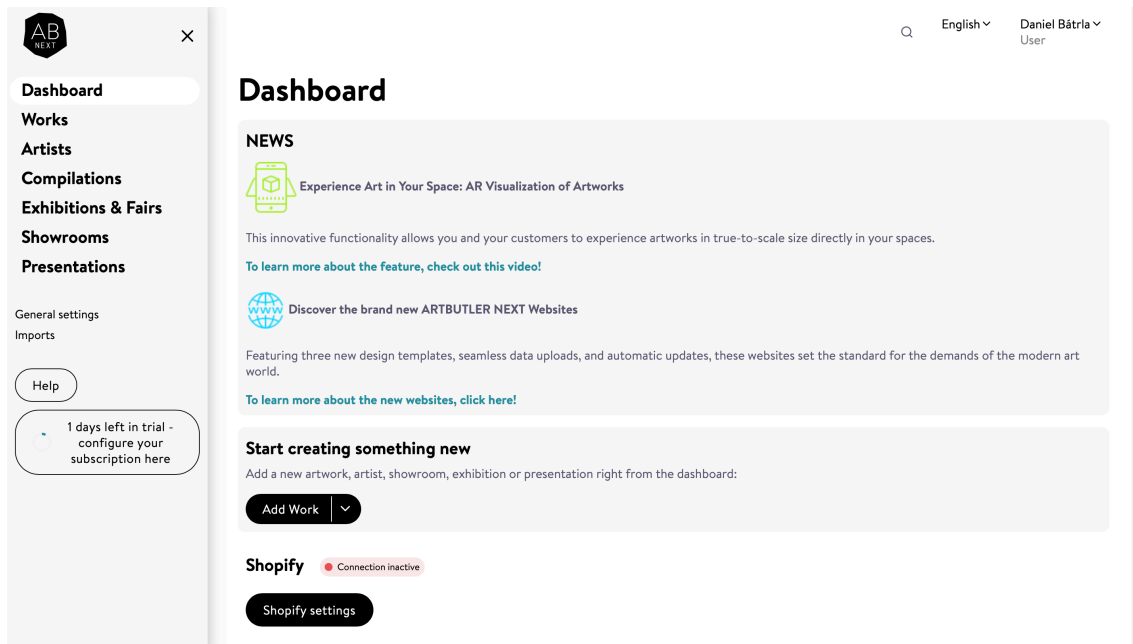 AB
NEXT
English
Daniel Bátrla
User
Dashboard
Works
Artists
Compilations
Exhibitions & Fairs
Showrooms
Presentations
General settings
Imports
Help
1 days left in trial -
configure your
subscription here
Dashboard
NEWS
Experience Art in Your Space: AR Visualization of Artworks
This innovative functionality allows you and your customers to experience artworks in true-to-scale size directly in your spaces.
To learn more about the feature, check out this video!
www
Discover the brand new ARTBUTLER NEXT Websites
Featuring three new design templates, seamless data uploads, and automatic updates, these websites set the standard for the demands of the modern art
world.
To learn more about the new websites, click here!
Start creating something new
Add a new artwork, artist, showroom, exhibition or presentation right from the dashboard:
Add Work
Shopify
Connection inactive
Shopify settings